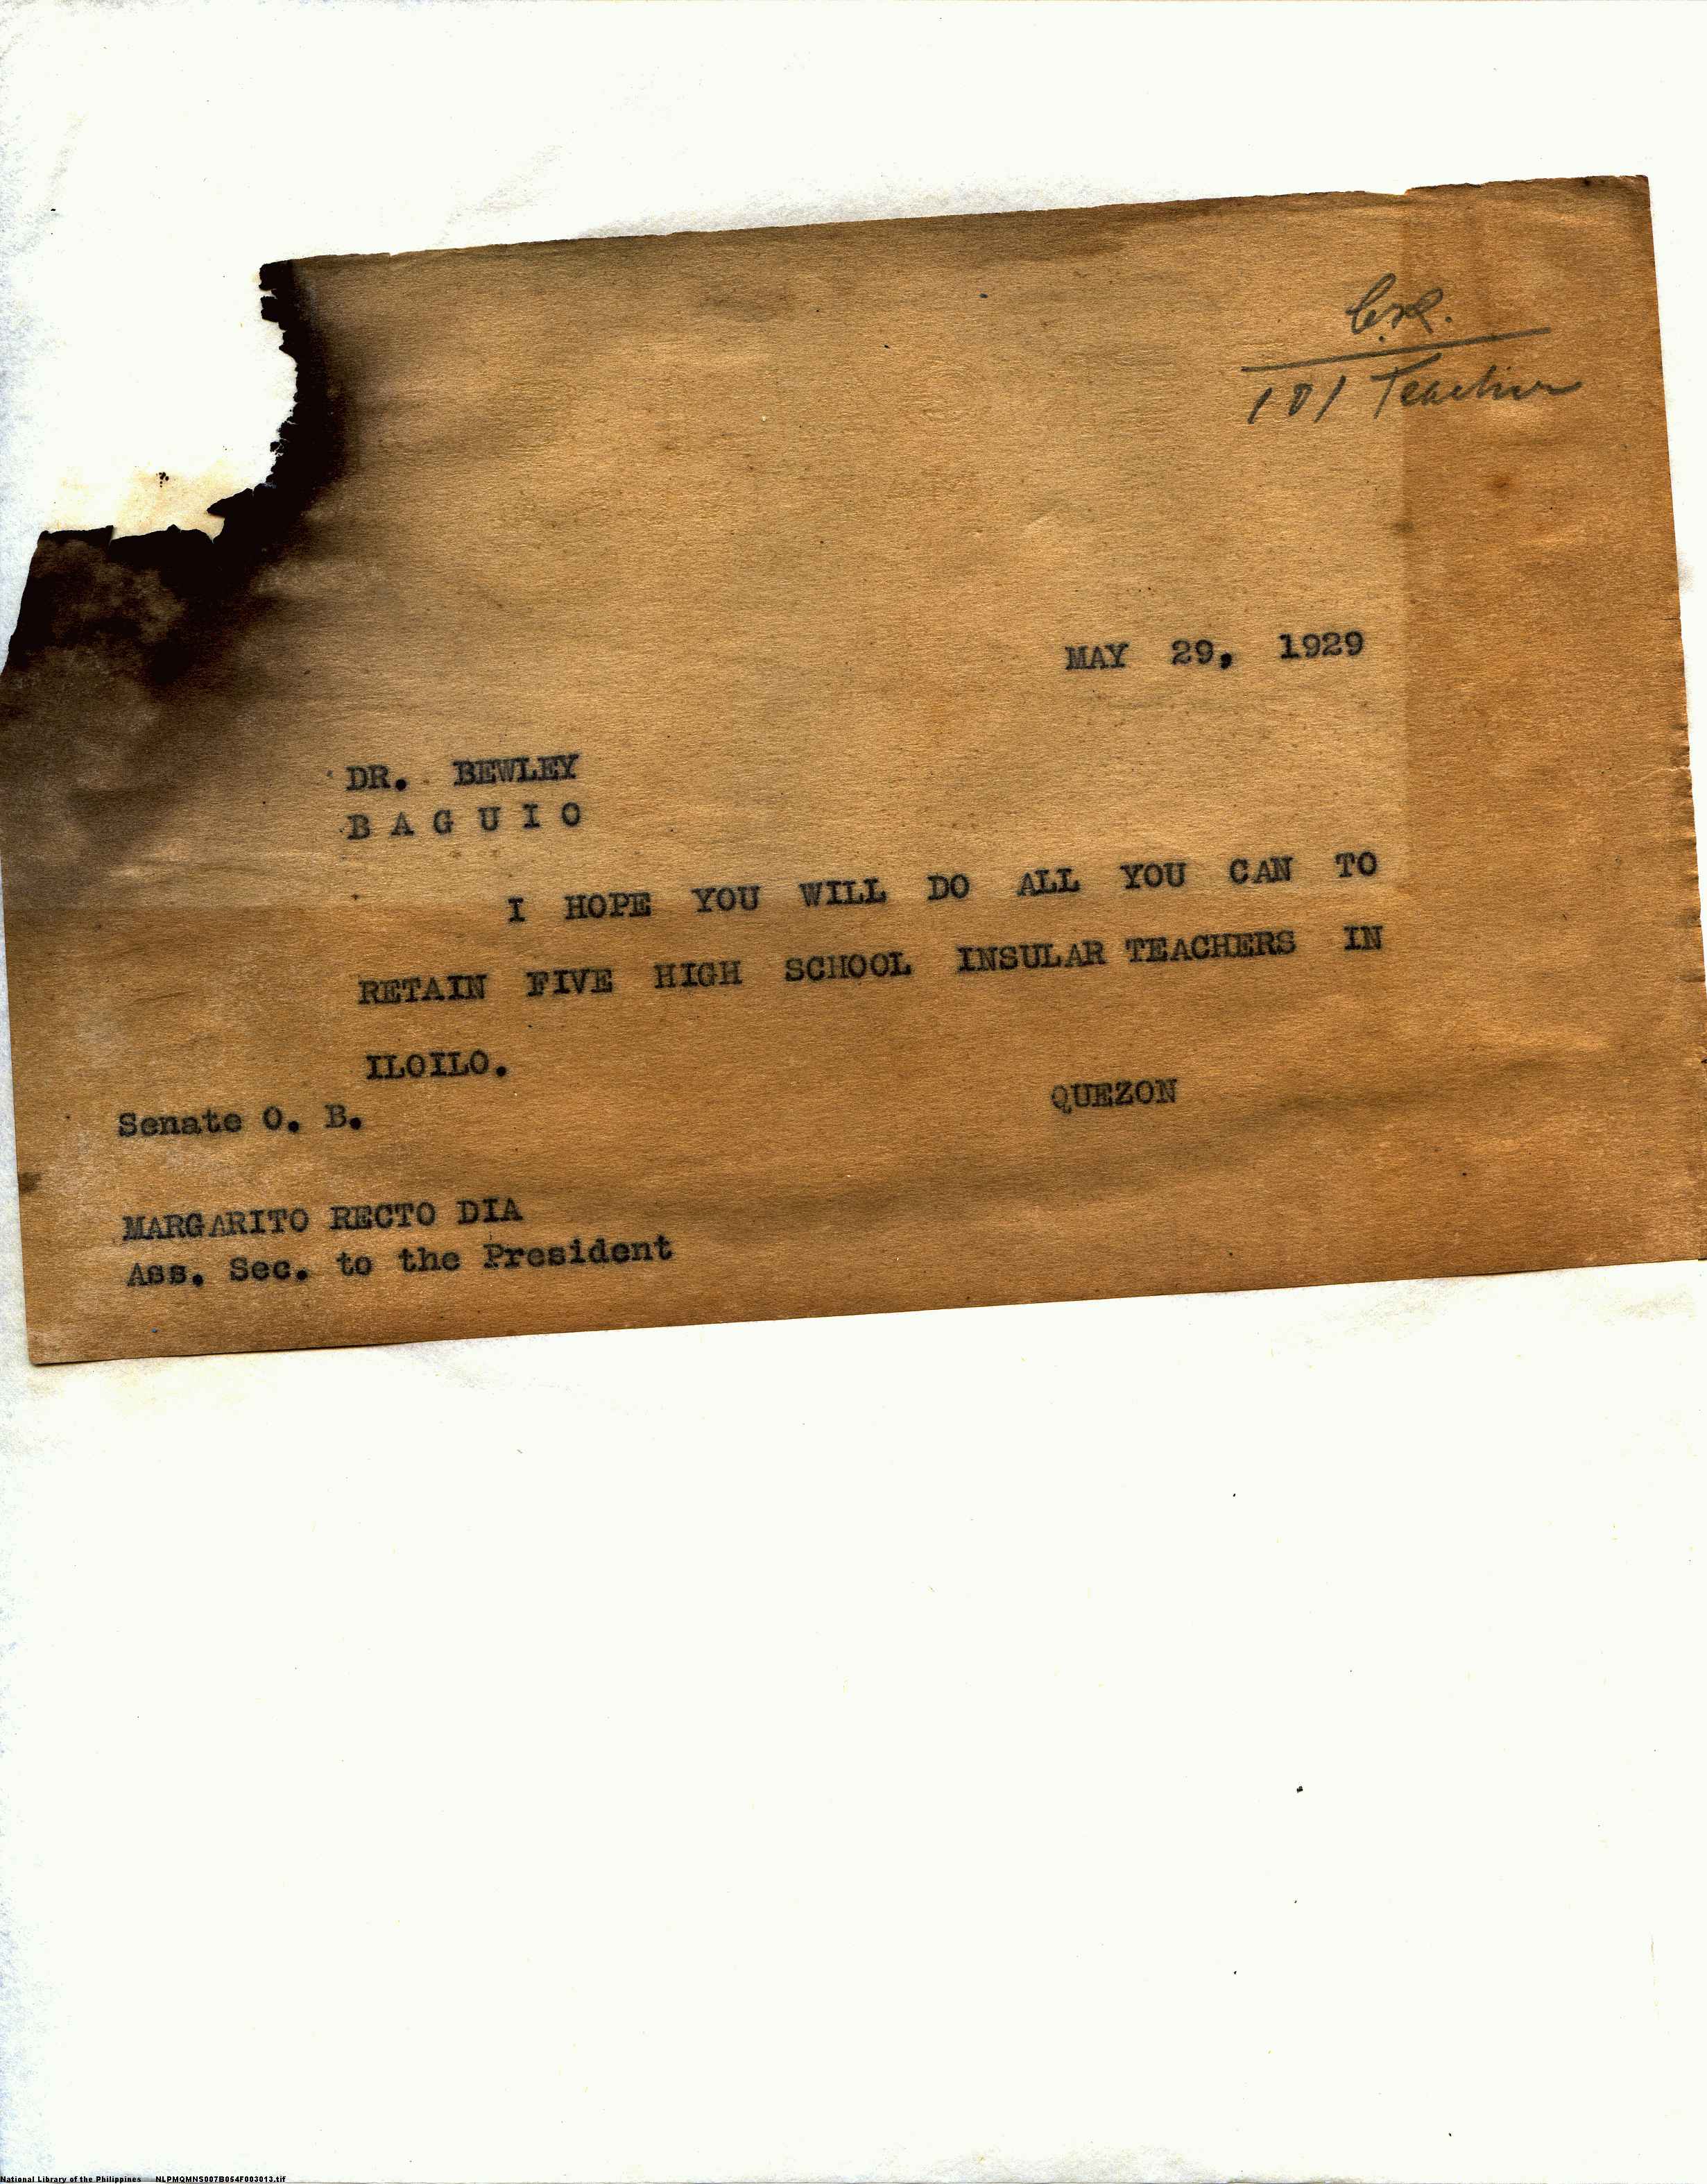 101 Teacher
MAY 29, 1929
DR. BEWLEY
B A G U I O
I HOPE YOU WILL DO ALL YOU CAN TO
RETAIN FIVE HIGH SCHOOL INSULAR TEACHERS IN
ILOILO.
QUEZON
Senate O. B.
MARGARITO RECTO DIA
Ass. Sec. to the President
National Library of the Philippines NLPMQMNS007B064F003013.tif